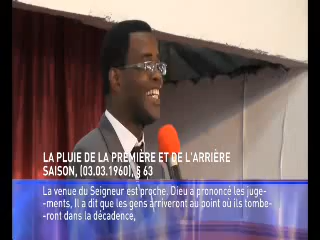 LA PLUIE DE LA PREMIÈRE ET DE L'ARRIÈRE
SAISON, (03.03.1960), § 63
La venue du Seigneur est proche. Dieu a prononcé les juge-
ments, Il a dit que les gens arriveront au point où ils tombe-
ront dans la décadence,